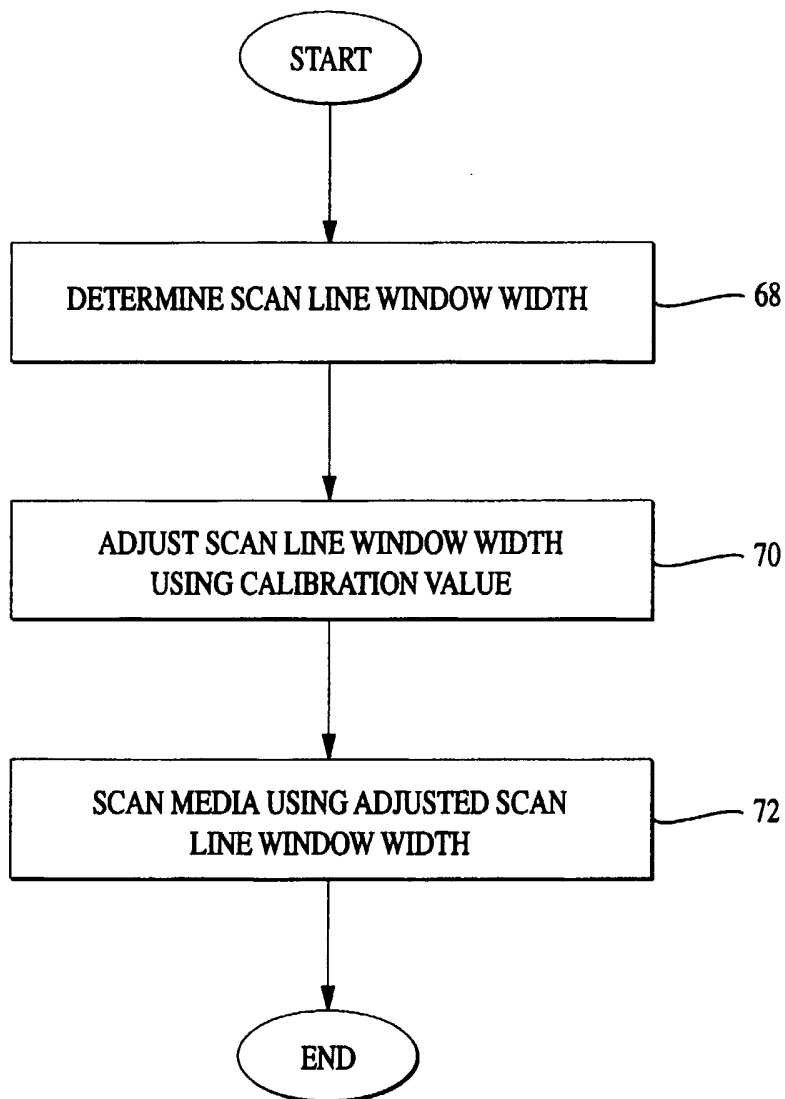 START
DETERMINE SCAN LINE WINDOW WIDTH
68
ADJUST SCAN LINE WINDOW WIDTH
USING CALIBRATION VALUE
70
SCAN MEDIA USING ADJUSTED SCAN
LINE WINDOW WIDTH
72
END